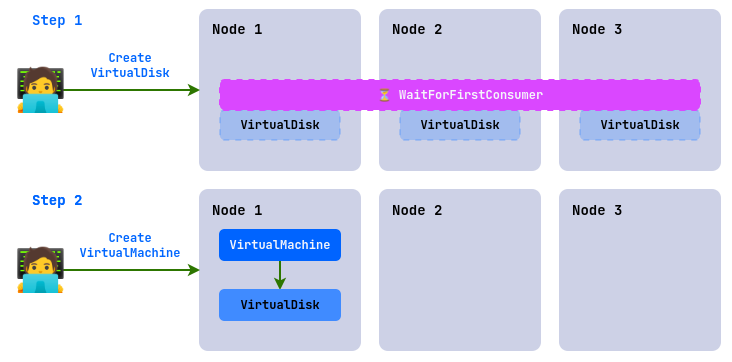 Step 1
Create
VirtualDisk
Node 1
Node 2
Node 3
⏳ WaitForFirstConsumer
VirtualDisk
VirtualDisk
VirtualDisk
Step 2
Create
VirtualMachine
Node 1
Node 2
Node 3
VirtualMachine
VirtualDisk